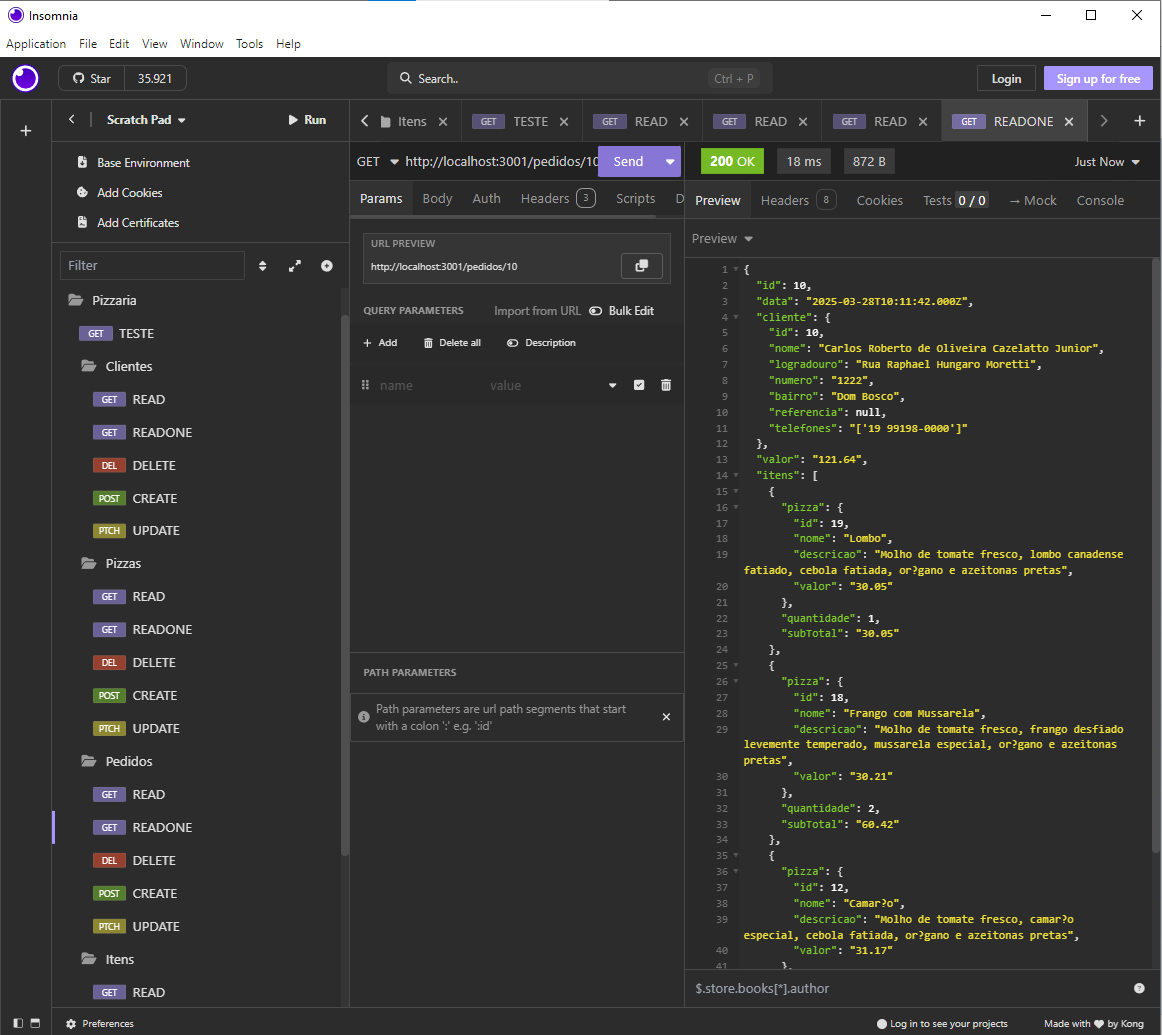 Insomnia
Application File Edit View Window Tools Help
Star 35.921
Search.. Ctrl + P
Login Sign up for free
Scratch Pad Run
Base Environment
Add Cookies
Add Certificates
Filter
Pizzaria
GET TESTE
Clientes
GET READ
GET READONE
DEL DELETE
POST CREATE
PTCH UPDATE
Pizzas
GET READ
GET READONE
DEL DELETE
POST CREATE
PTCH UPDATE
Pedidos
GET READ
GET READONE
DEL DELETE
POST CREATE
PTCH UPDATE
Itens
GET READ
Itens GET TESTE GET READ GET READ GET READ GET READONE
GET http://localhost:3001/pedidos/10 Send
Params Body Auth Headers 3 Scripts D
URL PREVIEW
http://localhost:3001/pedidos/10
QUERY PARAMETERS Import from URL Bulk Edit
+ Add Delete all Description
name value
PATH PARAMETERS
Path parameters are url path segments that start
with a colon ':' e.g. ':id'
200 OK 18 ms 872 B Just Now
Preview Headers 8 Cookies Tests 0 / 0 → Mock Console
Preview
1 {
2 "id": 10,
3 "data": "2025-03-28T10:11:42.000Z",
4 "cliente": {
5 "id": 10,
6 "nome": "Carlos Roberto de Oliveira Cazelatto Junior",
7 "logradouro": "Rua Raphael Hungaro Moretti",
8 "numero": "1222",
9 "bairro": "Dom Bosco",
10 "referencia": null,
11 "telefones": "['19 99198-0000']"
12 },
13 "valor": "121.64",
14 "itens": [
15 {
16 "pizza": {
17 "id": 19,
18 "nome": "Lombo",
19 "descricao": "Molho de tomate fresco, lombo canadense
fatiado, cebola fatiada, or?gano e azeitonas pretas",
20 "valor": "30.05"
21 },
22 "quantidade": 1,
23 "subTotal": "30.05"
24 },
25 {
26 "pizza": {
27 "id": 18,
28 "nome": "Frango com Mussarela",
29 "descricao": "Molho de tomate fresco, frango desfiado
levemente temperado, mussarela especial, or?gano e azeitonas
pretas",
30 "valor": "30.21"
31 },
32 "quantidade": 2,
33 "subTotal": "60.42"
34 },
35 {
36 "pizza": {
37 "id": 12,
38 "nome": "Camar?o",
39 "descricao": "Molho de tomate fresco, camar?o
especial, cebola fatiada, or?gano e azeitonas pretas",
40 "valor": "31.17"
41 },
$.store.books[*].author
Preferences
Log in to see your projects Made with ♥ by Kong